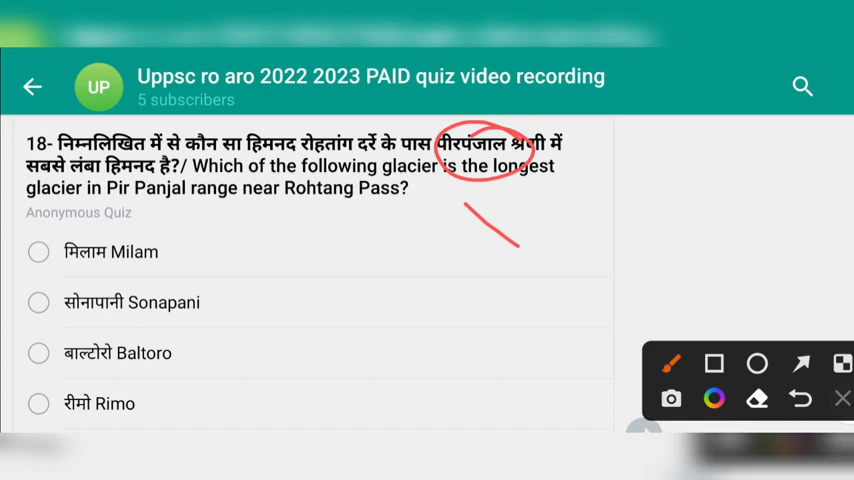 UP
Uppsc ro aro 2022 2023 PAID quiz video recording
5 subscribers
18- निम्नलिखित में से कौन सा हिमनद रोहतांग दर्रे के पास पीरपंजाल श्रेणी में
सबसे लंबा हिमनद है?/ Which of the following glacier is the longest
glacier in Pir Panjal range near Rohtang Pass?
Anonymous Quiz
मिलाम Milam
सोनापानी Sonapani
बाल्टोरो Baltoro
रीमो Rimo